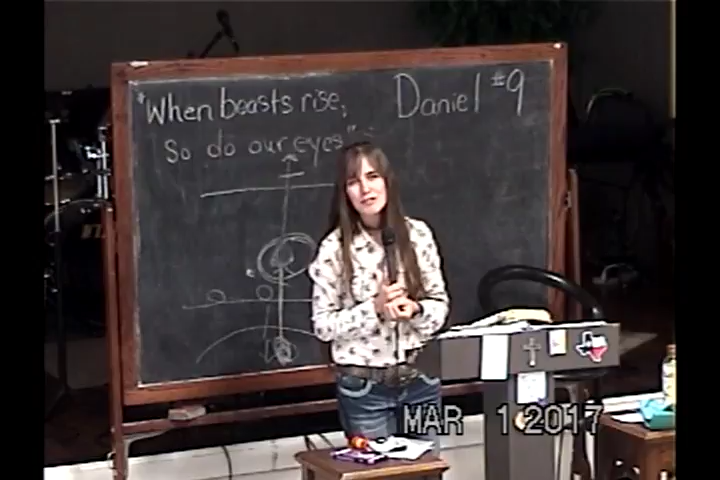 "When beasts rise,
So do our eyes"
Daniel #9
MAR 1 2017